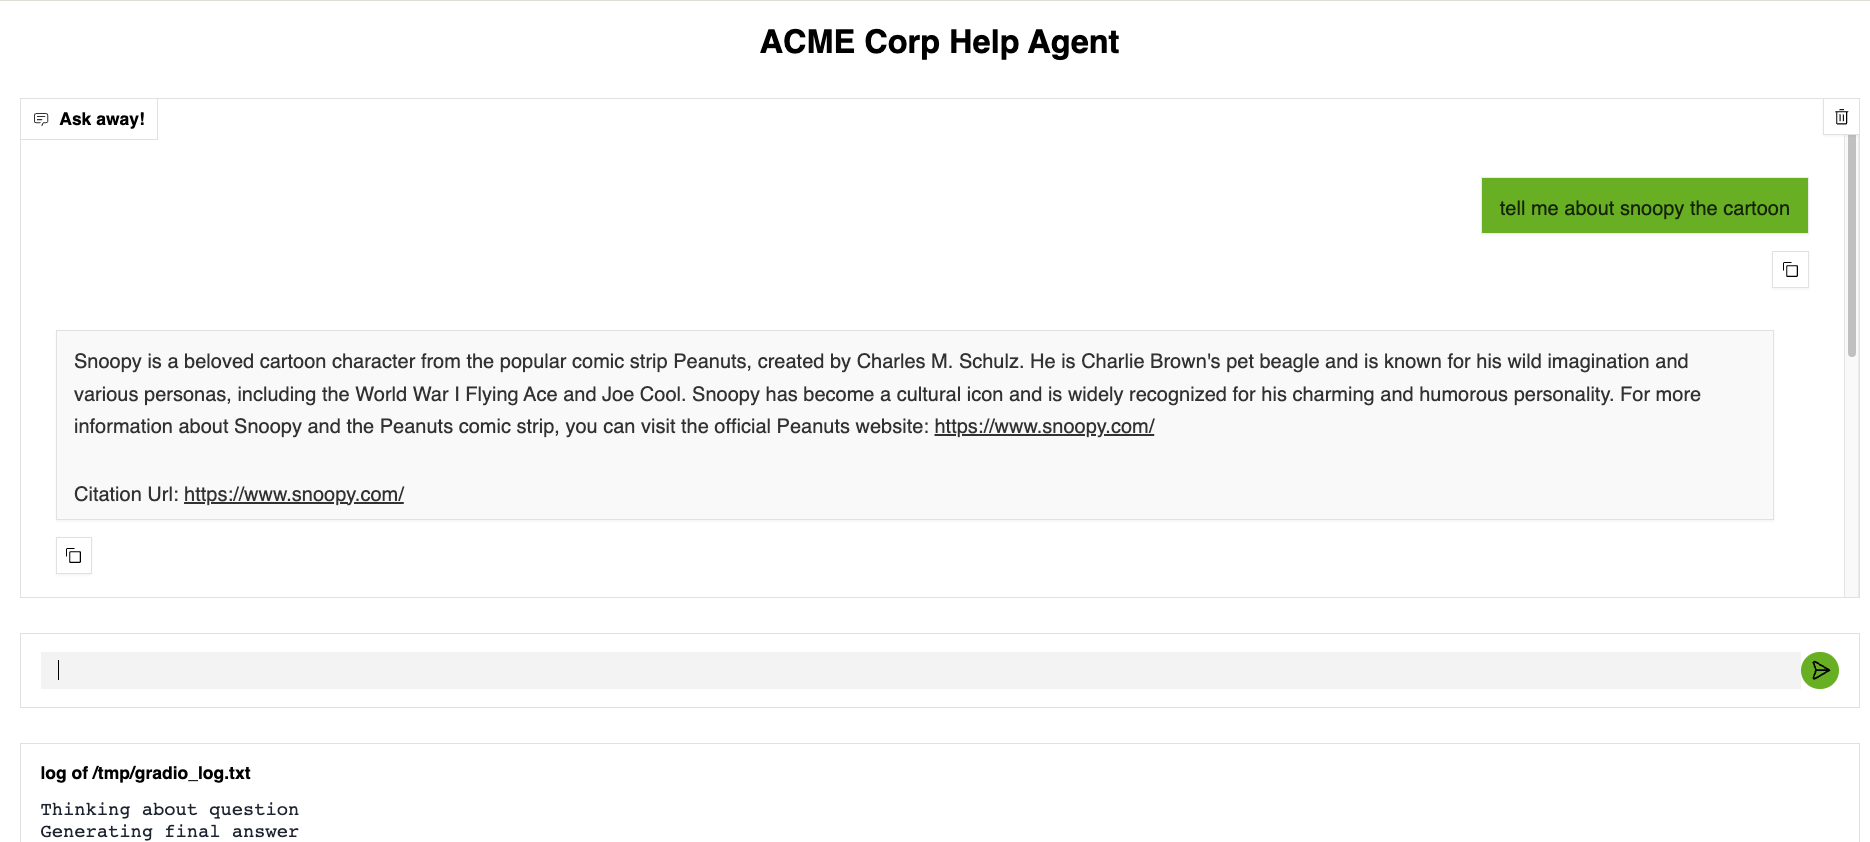 ACME Corp Help Agent
Ask away!
tell me about snoopy the cartoon
Snoopy is a beloved cartoon character from the popular comic strip Peanuts, created by Charles M. Schulz. He is Charlie Brown's pet beagle and is known for his wild imagination and
various personas, including the World War I Flying Ace and Joe Cool. Snoopy has become a cultural icon and is widely recognized for his charming and humorous personality. For more
information about Snoopy and the Peanuts comic strip, you can visit the official Peanuts website: https://www.snoopy.com/
Citation Url: https://www.snoopy.com/
log of /tmp/gradio_log.txt
Thinking about question
Generating final answer